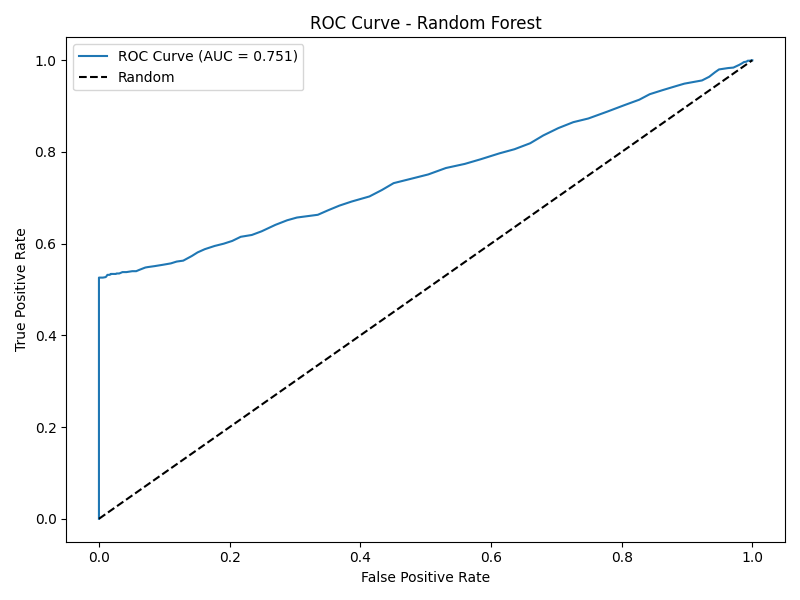 ROC Curve - Random Forest
ROC Curve (AUC = 0.751)
Random
1.0
0.8
0.6
0.4
0.2
0.0
True Positive Rate
0.0 0.2 0.4 0.6 0.8 1.0
False Positive Rate